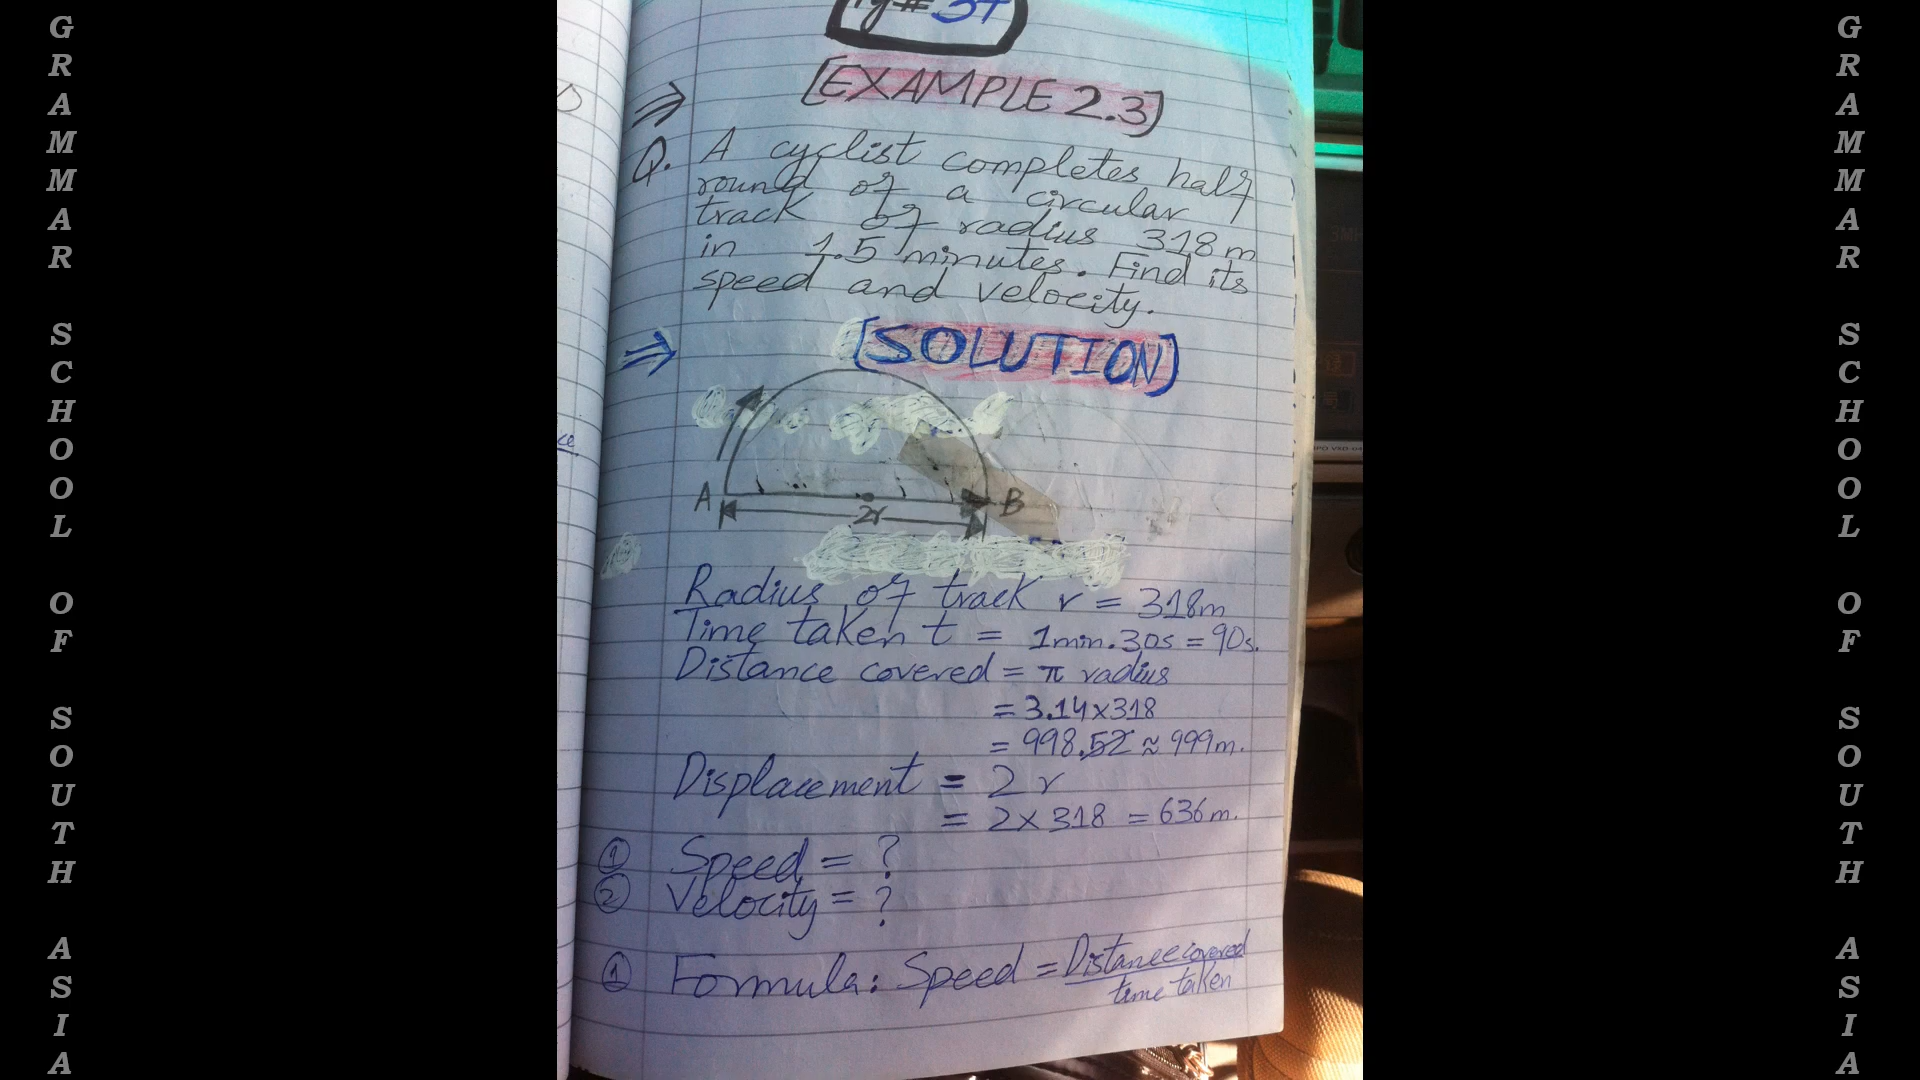 GRAMMAR SCHOOL OF SOUTH ASIA
[EXAMPLE 2.3]
Q. A cyclist completes half
round of a circular
track of radius 318m
in 1.5 minutes. Find its
speed and velocity.
[SOLUTION]
A B
2r
Radius of track r = 318m
Time taken t = 1min.30s = 90s.
Distance covered = π radius
= 3.14x318
= 998.52 ≈ 999m.
Displacement = 2 r
= 2x318 = 636m.
① Speed = ?
② Velocity = ?
① Formula: Speed = Distance covered
time taken
GRAMMAR SCHOOL OF SOUTH ASIA